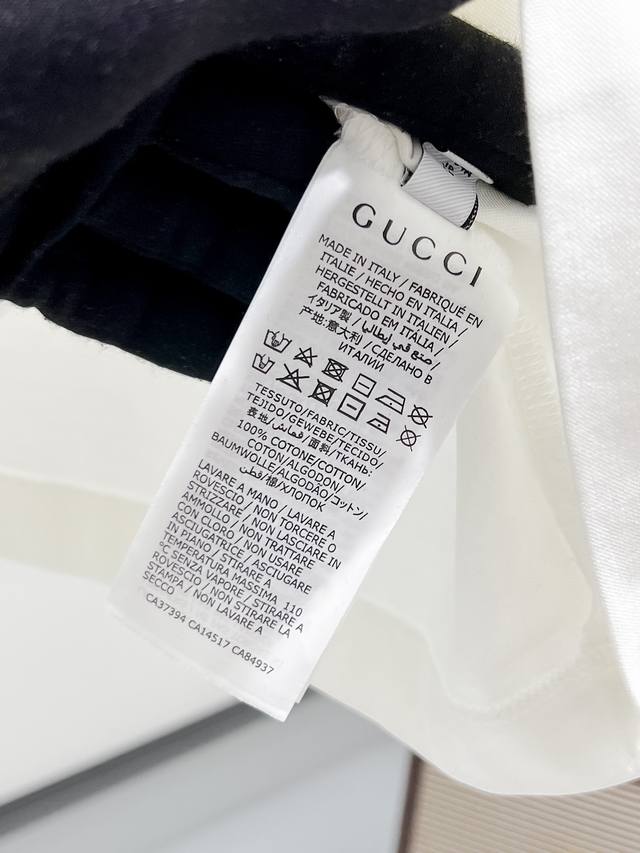 GUCCI
MADE IN ITALY / FABRIQUÉ EN
ITALIE / HECHO EN ITALIA /
HERGESTELLT IN ITALIEN /
FABRICADO EM ITÁLIA /
イタリア製 / صنع في إيطاليا /
产地:意大利 / СДЕЛАНО В
ИТАЛИИ
TESSUTO/FABRIC/TISSU/
TEJIDO/GEWEBE/TECIDO/
表地/قماش/面料/ТКАНЬ:
100% COTONE/COTTON/
COTON/ALGODON/
BAUMWOLLE/ALGODÃO/コットン/
قطن/棉/ХЛОПОК
LAVARE A MANO / LAVARE A
ROVESCIO / NON TORCERE O
STRIZZARE / NON LASCIARE IN
AMMOLLO / NON TRATTARE
CON CLORO / NON USARE
ASCIUGATRICE / ASCIUGARE
IN PIANO / STIRARE A
TEMPERATURA MASSIMA 110
°C SENZA VAPORE / STIRARE A
ROVESCIO / NON STIRARE LA
STAMPA / NON LAVARE A
SECCO
CA37394 CA14517 CA84937